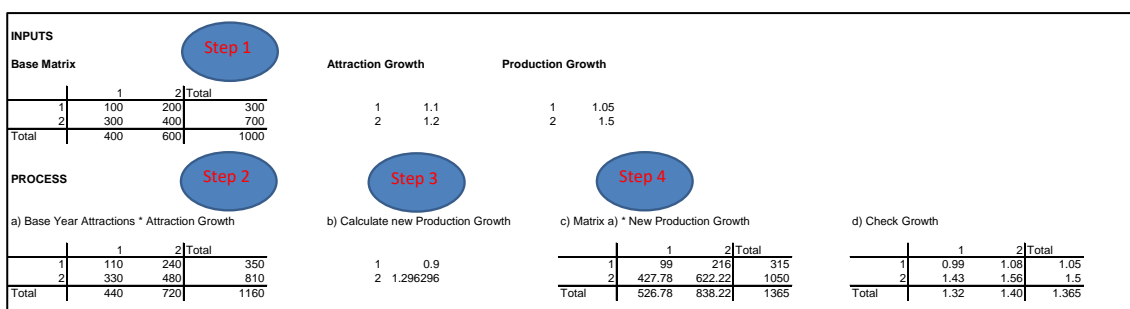 INPUTS
Step 1
Base Matrix Attraction Growth Production Growth
1 2 Total
1 100 200 300 1 1.1 1 1.05
2 300 400 700 2 1.2 2 1.5
Total 400 600 1000
PROCESS Step 2 Step 3 Step 4
a) Base Year Attractions * Attraction Growth b) Calculate new Production Growth c) Matrix a) * New Production Growth d) Check Growth
1 2 Total 1 2 Total 1 2 Total
1 110 240 350 1 0.9 1 99 216 315 1 0.99 1.08 1.05
2 330 480 810 2 1.296296 2 427.78 622.22 1050 2 1.43 1.56 1.5
Total 440 720 1160 Total 526.78 838.22 1365 Total 1.32 1.40 1.365